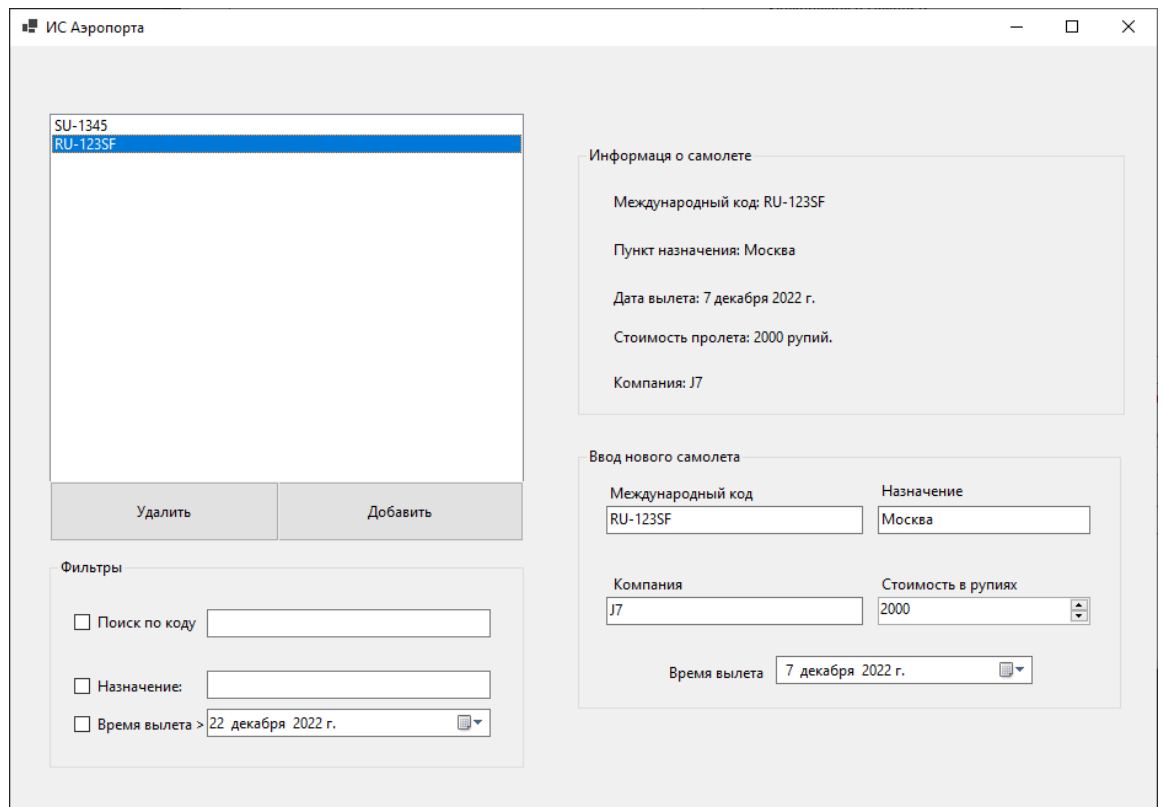 ИС Аэропорта
SU-1345
RU-123SF
Удалить
Добавить
Фильтры
Поиск по коду
Назначение:
Время вылета >
22 декабря 2022 г.
Информаця о самолете
Международный код: RU-123SF
Пункт назначения: Москва
Дата вылета: 7 декабря 2022 г.
Стоимость пролета: 2000 рупий.
Компания: J7
Ввод нового самолета
Международный код
Назначение
RU-123SF
Москва
Компания
Стоимость в рупиях
J7
2000
Время вылета
7 декабря 2022 г.